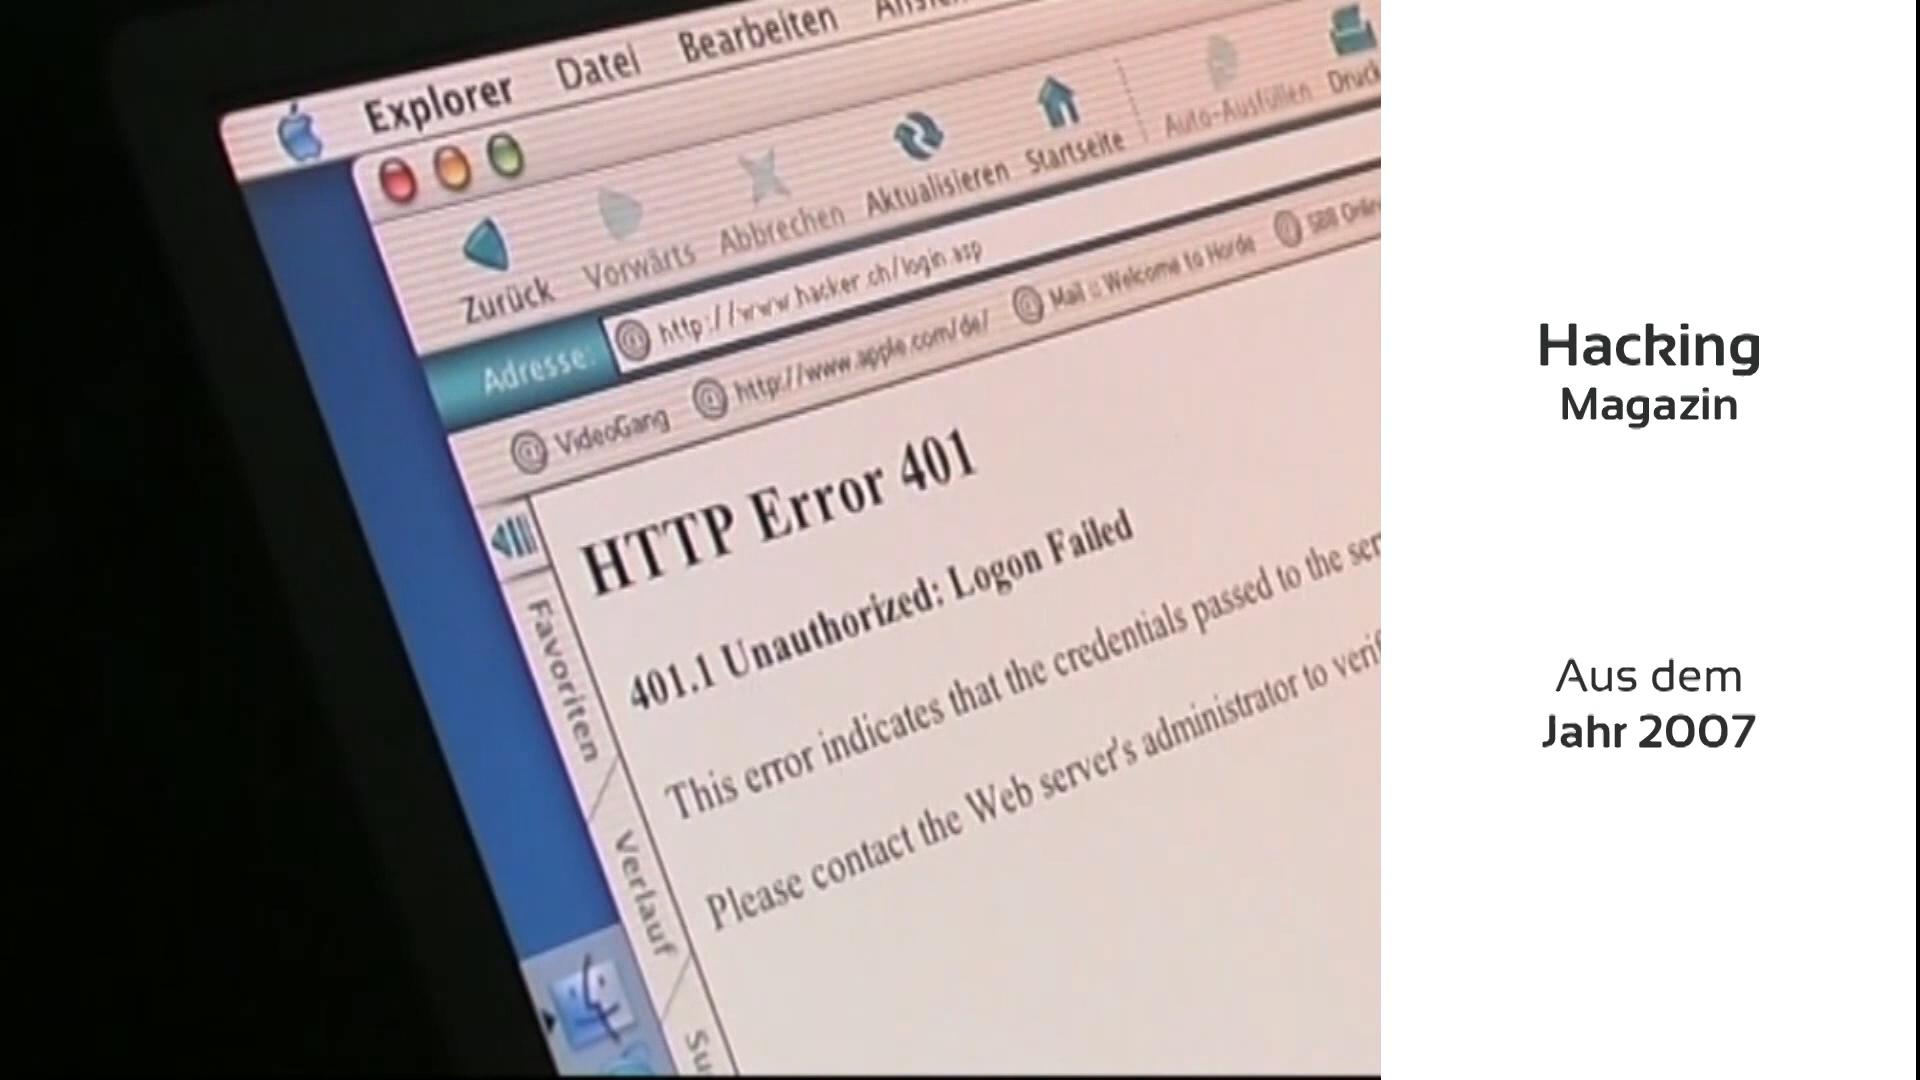 Explorer Datei Bearbeiten
Zurück Vorwärts Abbrechen Aktualisieren Startseite Auto-Ausfüllen
Adresse: http://www.hacker.ch/login.asp
VideoGang http://www.apple.com/de/ Mail :: Welcome to Horde SBB
HTTP Error 401
401.1 Unauthorized: Logon Failed
This error indicates that the credentials passed to the
Please contact the Web server's administrator to
Favoriten
Verlauf
Hacking
Magazin
Aus dem
Jahr 2007